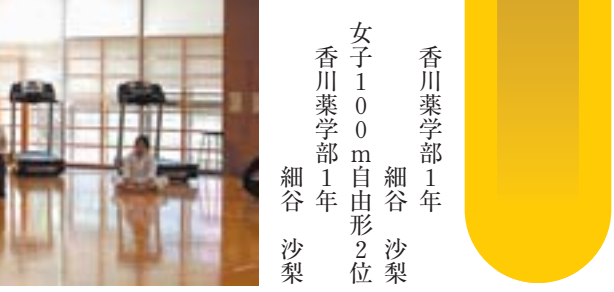 香川薬学部１年
細谷　沙梨
女子１００ｍ自由形２位
香川薬学部１年
細谷　沙梨